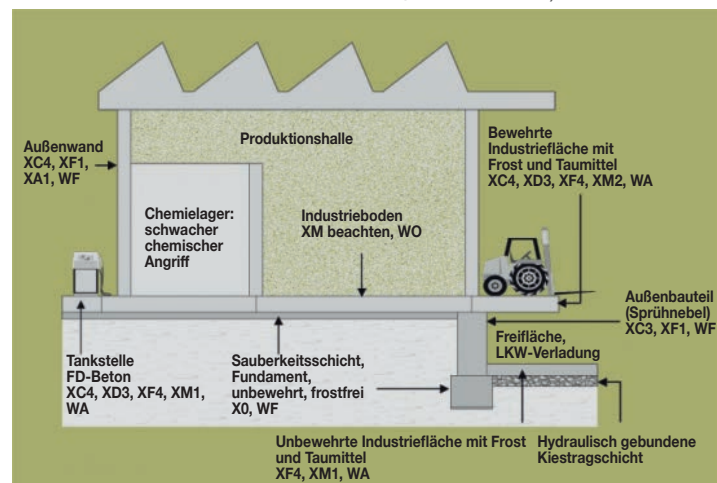 Produktionshalle
Außenwand
XC4, XF1,
XA1, WF
Bewehrte
Industriefläche mit
Frost und Taumittel
XC4, XD3, XF4, XM2, WA
Chemielager:
schwacher
chemischer
Angriff
Industrieboden
XM beachten, WO
Außenbauteil
(Sprühnebel)
XC3, XF1, WF
Freifläche,
LKW-Verladung
Tankstelle
FD-Beton
XC4, XD3, XF4, XM1,
WA
Sauberkeitsschicht,
Fundament,
unbewehrt, frostfrei
X0, WF
Unbewehrte Industriefläche mit Frost
und Taumittel
XF4, XM1, WA
Hydraulisch gebundene
Kiestragschicht